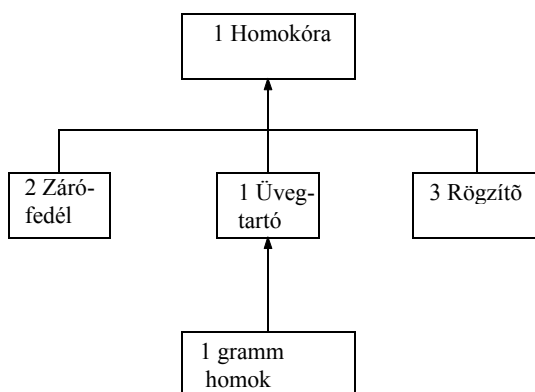 1 Homokóra
2 Záró-
fedél
1 Üveg-
tartó
3 Rögzítõ
1 gramm
homok